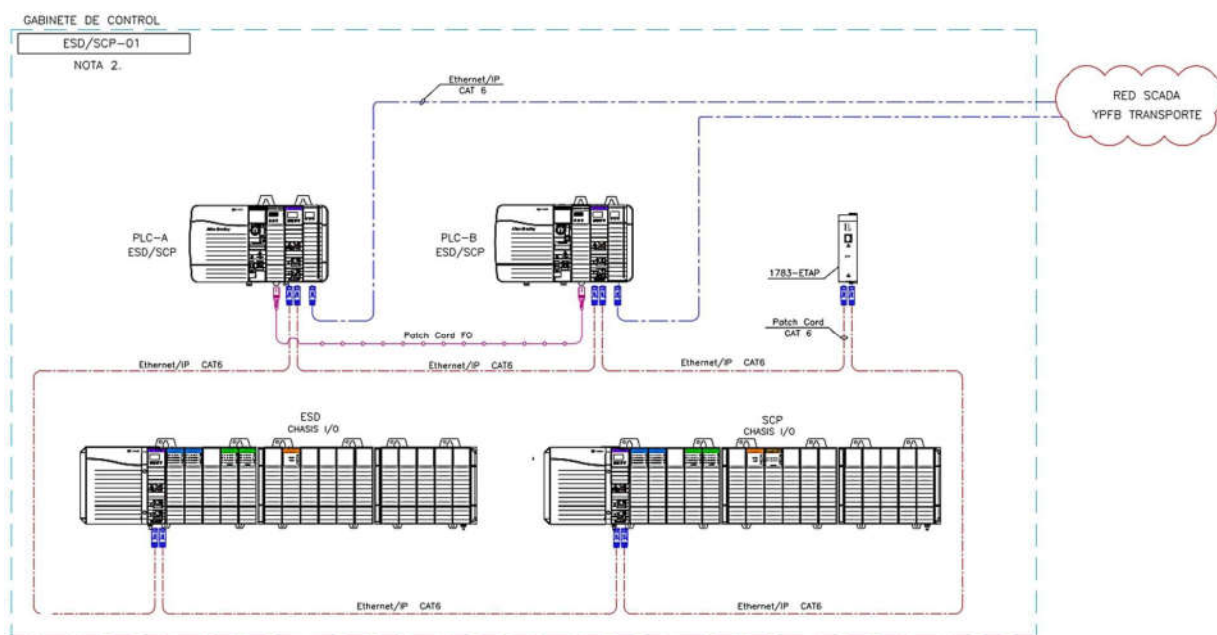 GABINETE DE CONTROL
ESD/SCP-01
NOTA 2.
Ethernet/IP
CAT 6
RED SCADA
YPFB TRANSPORTE
PLC-A
ESD/SCP
PLC-B
ESD/SCP
1783-ETAP
Patch Cord FO
Patch Cord
CAT 6
Ethernet/IP CAT6
Ethernet/IP CAT6
Ethernet/IP CAT6
ESD
CHASIS I/O
SCP
CHASIS I/O
Ethernet/IP CAT6
Ethernet/IP CAT6